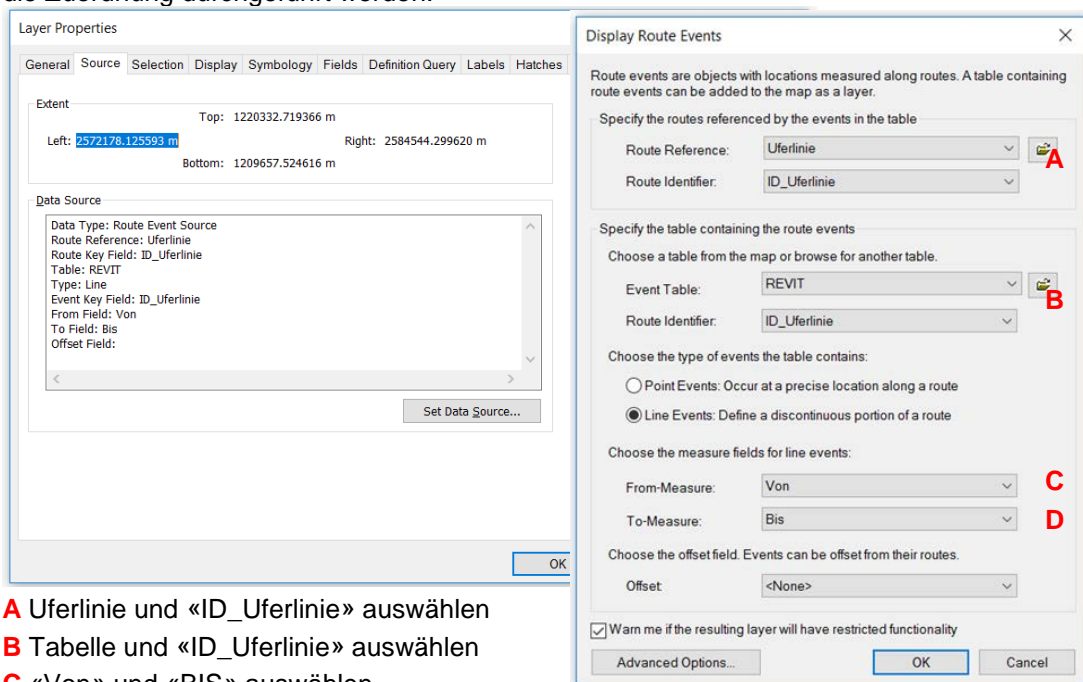 die Zuordnung durchgeführt werden.
Layer Properties
General Source Selection Display Symbology Fields Definition Query Labels Hatches
Extent
Top: 1220332.719366 m
Left: 2572178.125593 m Right: 2584544.299620 m
Bottom: 1209657.524616 m
Data Source
Data Type: Route Event Source
Route Reference: Uferlinie
Route Key Field: ID_Uferlinie
Table: REVIT
Type: Line
Event Key Field: ID_Uferlinie
From Field: Von
To Field: Bis
Offset Field:
Set Data Source...
OK
Display Route Events
Route events are objects with locations measured along routes. A table containing
route events can be added to the map as a layer.
Specify the routes referenced by the events in the table
Route Reference: Uferlinie
A
Route Identifier: ID_Uferlinie
Specify the table containing the route events
Choose a table from the map or browse for another table.
Event Table: REVIT
B
Route Identifier: ID_Uferlinie
Choose the type of events the table contains:
Point Events: Occur at a precise location along a route
Line Events: Define a discontinuous portion of a route
Choose the measure fields for line events:
From-Measure: Von C
To-Measure: Bis D
Choose the offset field. Events can be offset from their routes.
Offset: <None>
Warn me if the resulting layer will have restricted functionality
Advanced Options... OK Cancel
A Uferlinie und «ID_Uferlinie» auswählen
B Tabelle und «ID_Uferlinie» auswählen
C «Von» und «BIS» auswählen